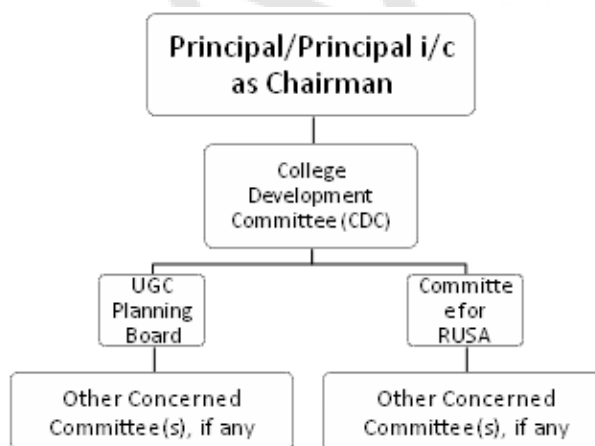 Principal/Principal i/c
as Chairman
College
Development
Committee (CDC)
UGC
Planning
Board
Committe
e for
RUSA
Other Concerned
Committee(s), if any
Other Concerned
Committee(s), if any